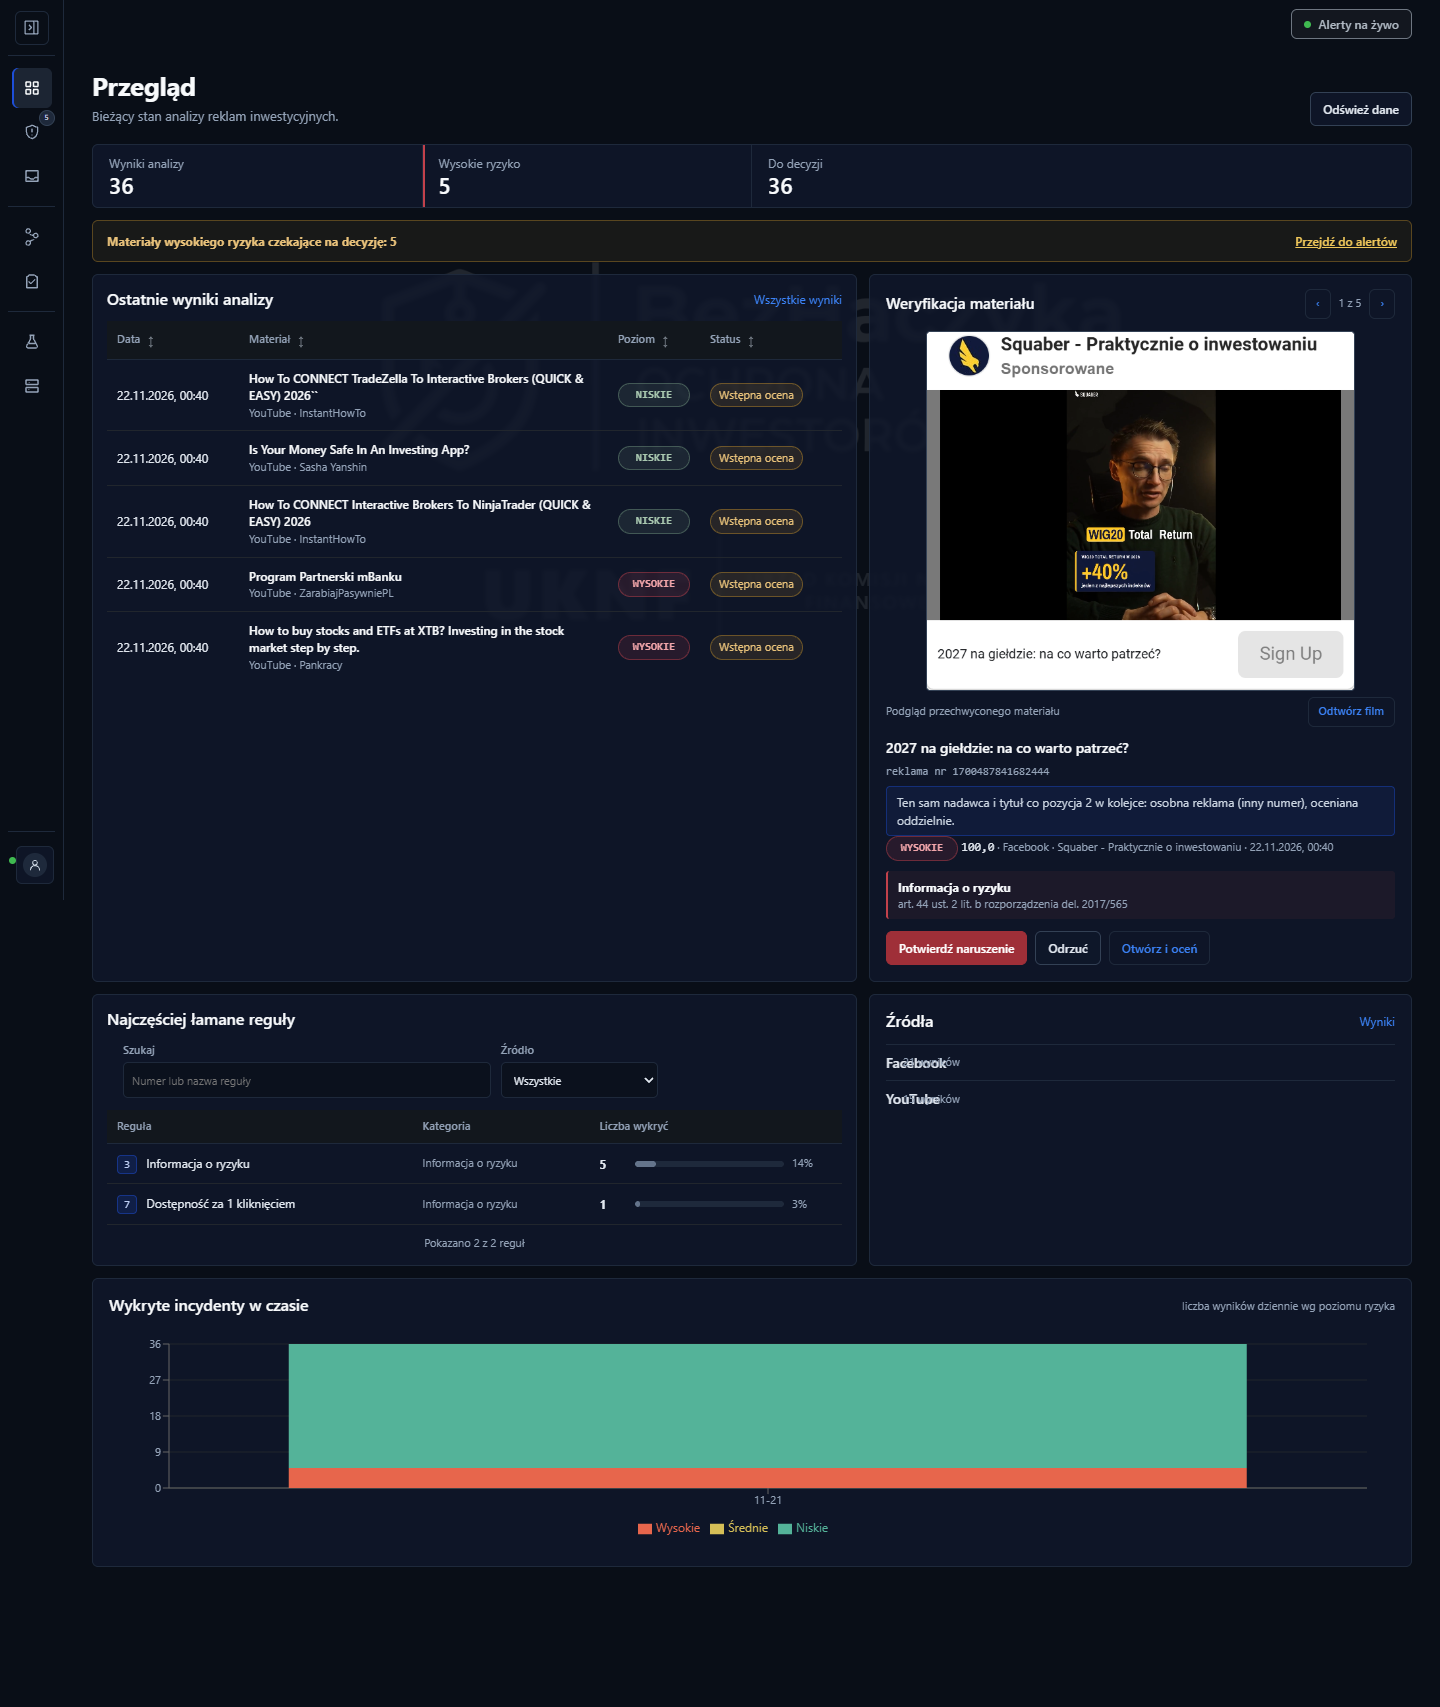 Alerty na żywo
Przegląd
Bieżący stan analizy reklam inwestycyjnych.
Odśwież dane
5
Wyniki analizy
36
Wysokie ryzyko
5
Do decyzji
36
Materiały wysokiego ryzyka czekające na decyzję: 5
Przejdź do alertów
Ostatnie wyniki analizy
Wszystkie wyniki
Data
Materiał
Poziom
Status
22.11.2026, 00:40
How To CONNECT TradeZella To Interactive Brokers (QUICK &
EASY) 2026``
YouTube · InstantHowTo
NISKIE
Wstępna ocena
22.11.2026, 00:40
Is Your Money Safe In An Investing App?
YouTube · Sasha Yanshin
NISKIE
Wstępna ocena
22.11.2026, 00:40
How To CONNECT Interactive Brokers To NinjaTrader (QUICK &
EASY) 2026
YouTube · InstantHowTo
NISKIE
Wstępna ocena
22.11.2026, 00:40
Program Partnerski mBanku
YouTube · ZarabiajPasywniePL
WYSOKIE
Wstępna ocena
22.11.2026, 00:40
How to buy stocks and ETFs at XTB? Investing in the stock
market step by step.
YouTube · Pankracy
WYSOKIE
Wstępna ocena
Weryfikacja materiału
‹ 1 z 5 ›
Squaber - Praktycznie o inwestowaniu
Sponsorowane
SQUABER
WIG20 Total Return
WIG20 TOTAL RETURN W 2026
+40%
jeden z najlepszych indeksów
2027 na giełdzie: na co warto patrzeć?
Sign Up
Podgląd przechwyconego materiału
Odtwórz film
2027 na giełdzie: na co warto patrzeć?
reklama nr 1700487841682444
Ten sam nadawca i tytuł co pozycja 2 w kolejce: osobna reklama (inny numer), oceniana
oddzielnie.
WYSOKIE 100,0 · Facebook · Squaber - Praktycznie o inwestowaniu · 22.11.2026, 00:40
Informacja o ryzyku
art. 44 ust. 2 lit. b rozporządzenia del. 2017/565
Potwierdź naruszenie
Odrzuć
Otwórz i oceń
Najczęściej łamane reguły
Szukaj
Źródło
Numer lub nazwa reguły
Wszystkie
Reguła
Kategoria
Liczba wykryć
3 Informacja o ryzyku
Informacja o ryzyku
5
14%
7 Dostępność za 1 kliknięciem
Informacja o ryzyku
1
3%
Pokazano 2 z 2 reguł
Źródła
Wyniki
Facebook
YouTube
Wykryte incydenty w czasie
liczba wyników dziennie wg poziomu ryzyka
36
27
18
9
0
11-21
Wysokie
Średnie
Niskie